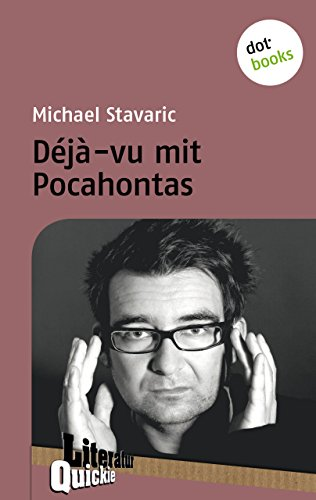 dot·
books
Michael Stavaric
Déjà-vu mit
Pocahontas
Literatur
Quickie